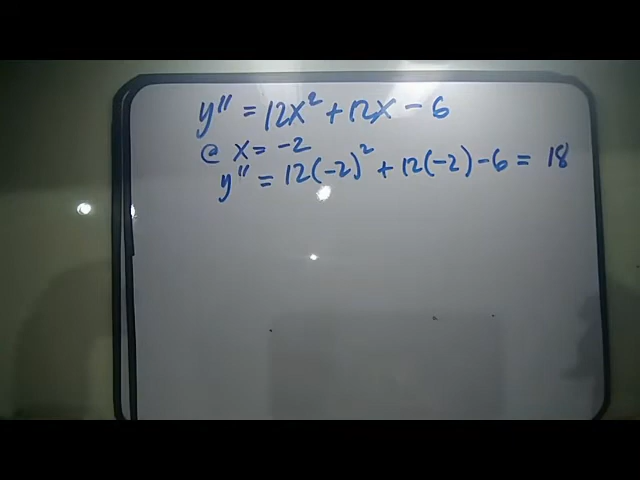 y'' = 12x² + 12x - 6
@ x = -2
y'' = 12(-2)² + 12(-2) - 6 = 18